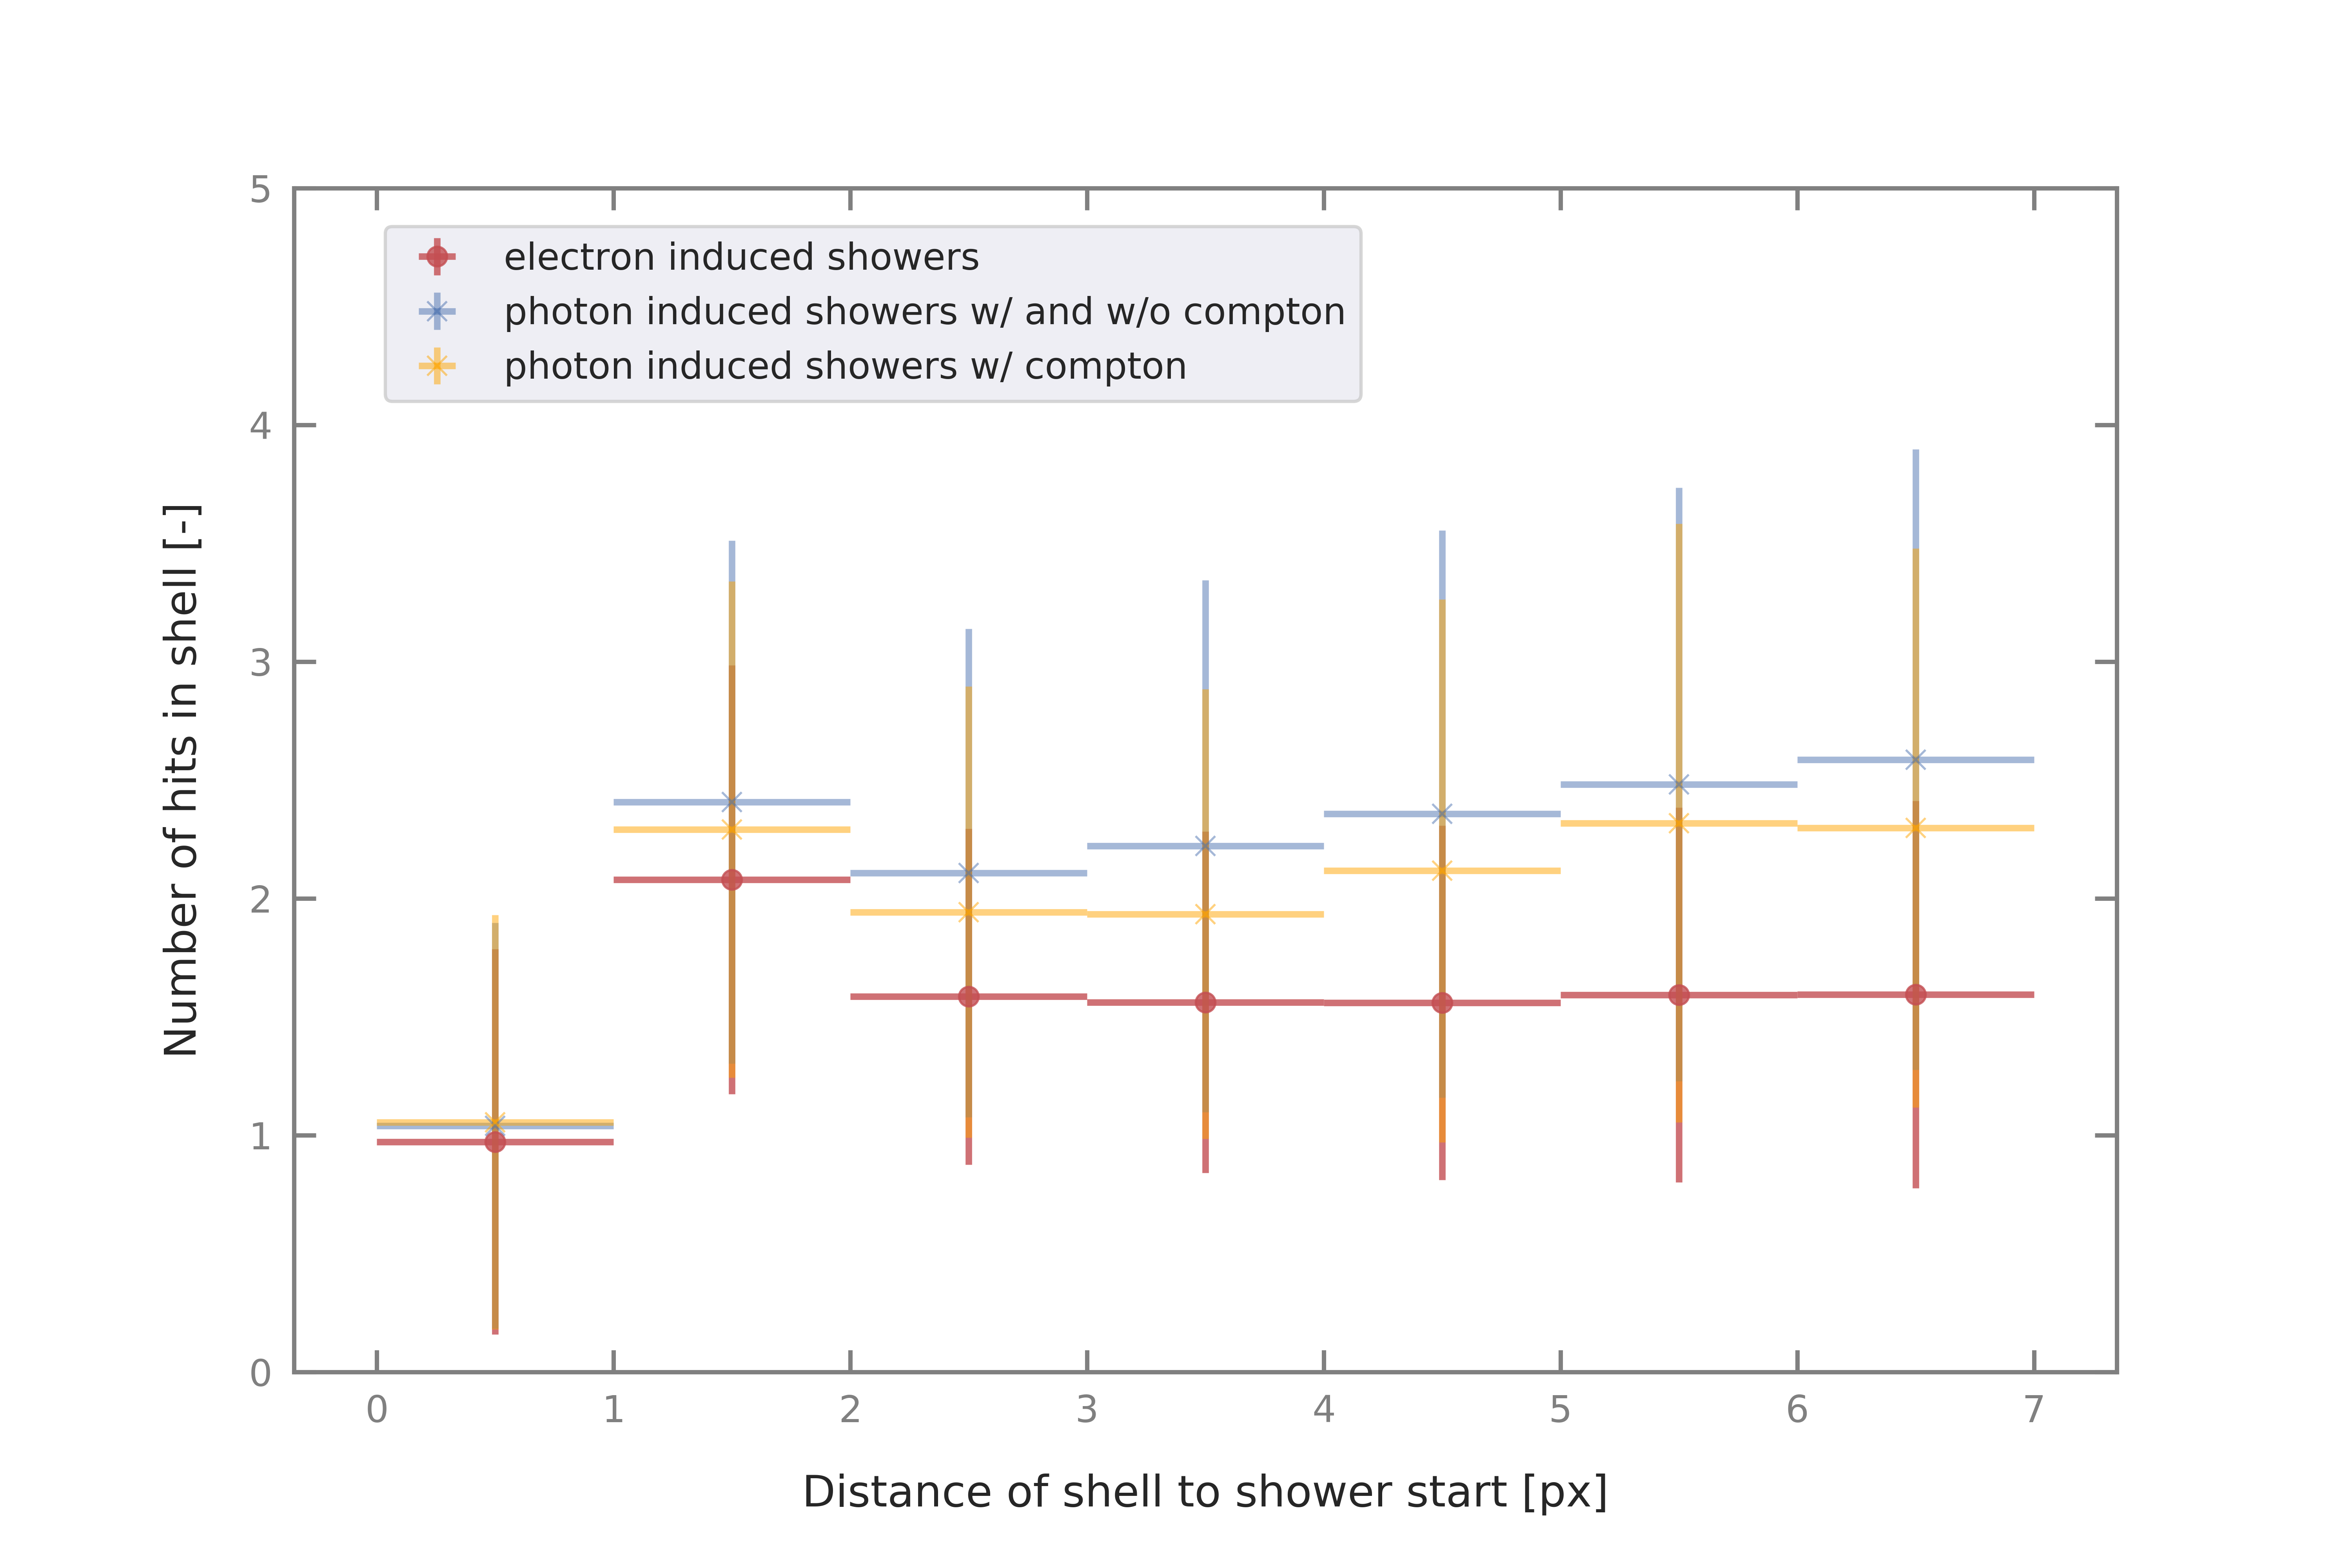 5
4
3
2
1
0
electron induced showers
photon induced showers w/ and w/o compton
photon induced showers w/ compton
Number of hits in shell [-]
0 1 2 3 4 5 6 7
Distance of shell to shower start [px]